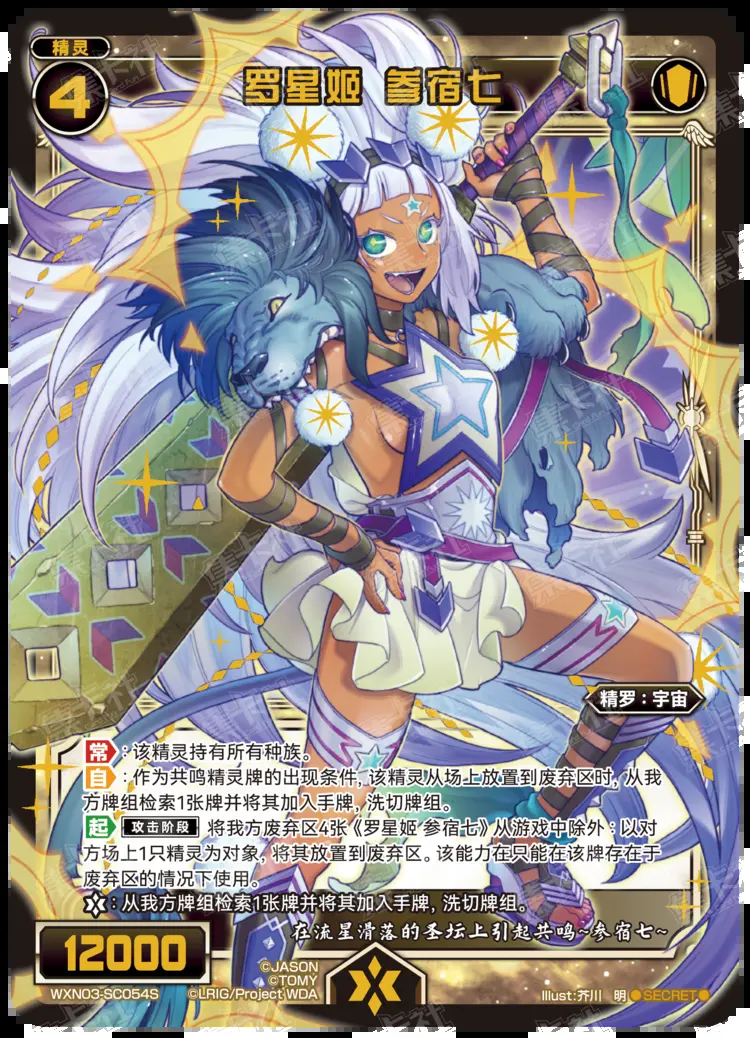 精灵
4
罗星姬 参宿七
精罗：宇宙
常：该精灵持有所有种族。
自：作为共鸣精灵牌的出现条件，该精灵从场上放置到废弃区时，从我
方牌组检索1张牌并将其加入手牌，洗切牌组。
起 攻击阶段 将我方废弃区4张《罗星姬 参宿七》从游戏中除外：以对
方场上1只精灵为对象，将其放置到废弃区。该能力在只能在该牌存在于
废弃区的情况下使用。
：从我方牌组检索1张牌并将其加入手牌，洗切牌组。
在流星滑落的圣坛上引起共鸣~参宿七~
12000
©JASON
©TOMY
WXN03-SC054S ©LRIG/Project WDA
Illust:芥川 明 SECRET
集卡社